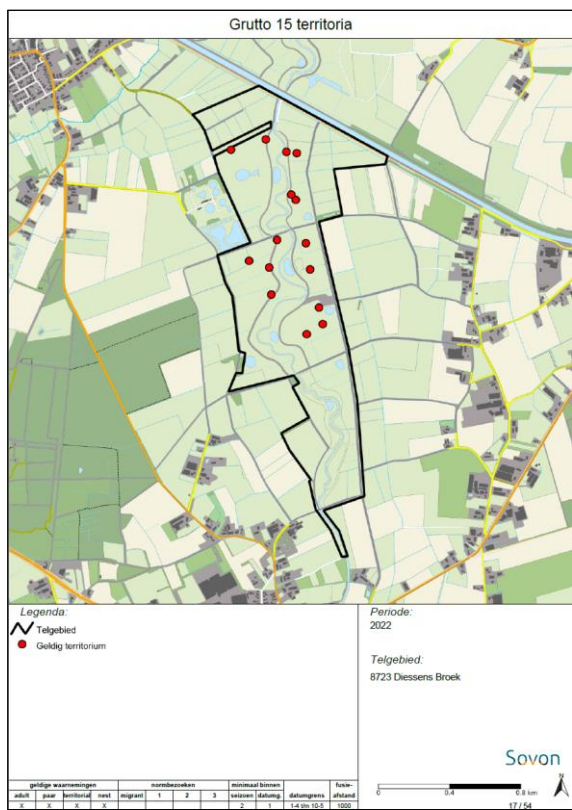 Grutto 15 territoria
Legenda:
Telgebied
Geldig territorium
Periode:
2022
Telgebied:
8723 Diessens Broek
Sovon
N
0 0.4 0.8 km
17 / 54
geldige waarnemingen normbezoeken minimaal binnen fusie-
adult paar territorial nest migrant 1 2 3 seizoen datumg. datumgrens afstand
X X X X 2 1 1-4 t/m 10-5 1000